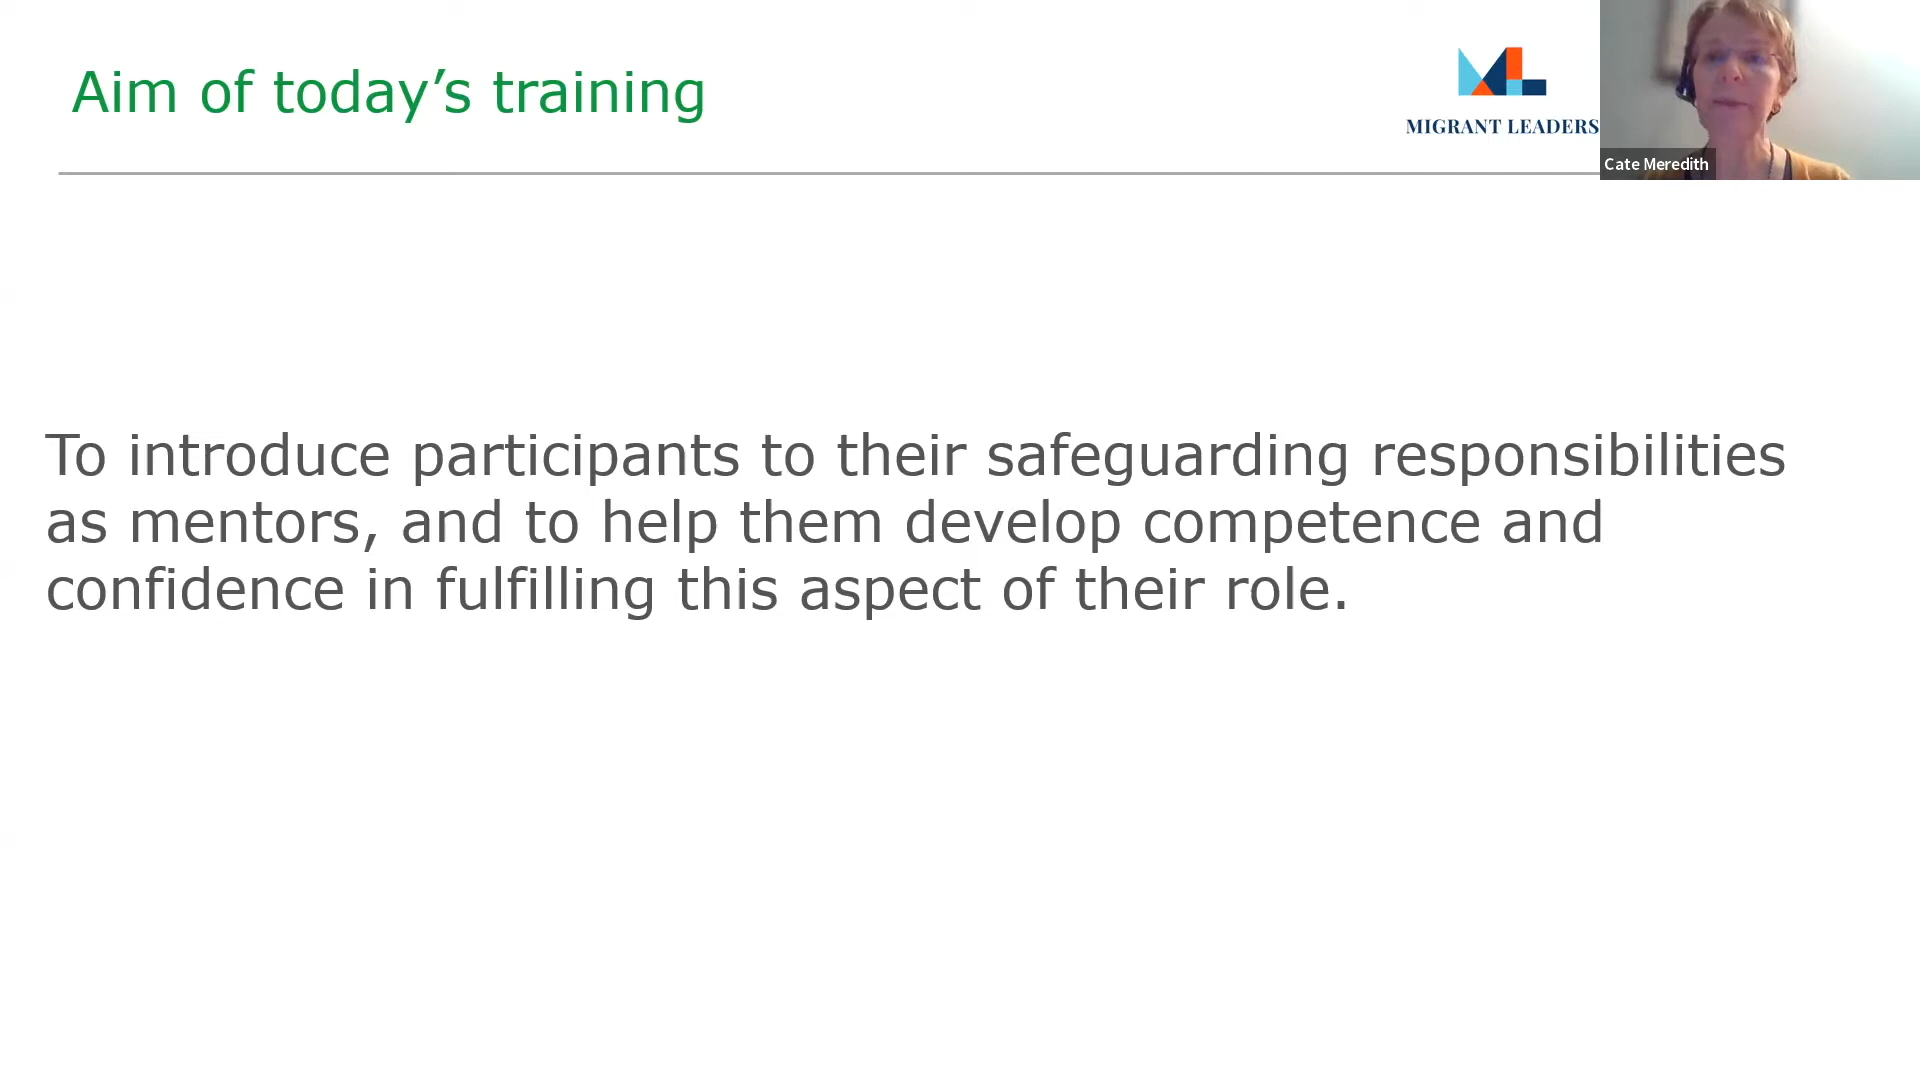 Aim of today’s training
MIGRANT LEADERS
Cate Meredith
To introduce participants to their safeguarding responsibilities
as mentors, and to help them develop competence and
confidence in fulfilling this aspect of their role.